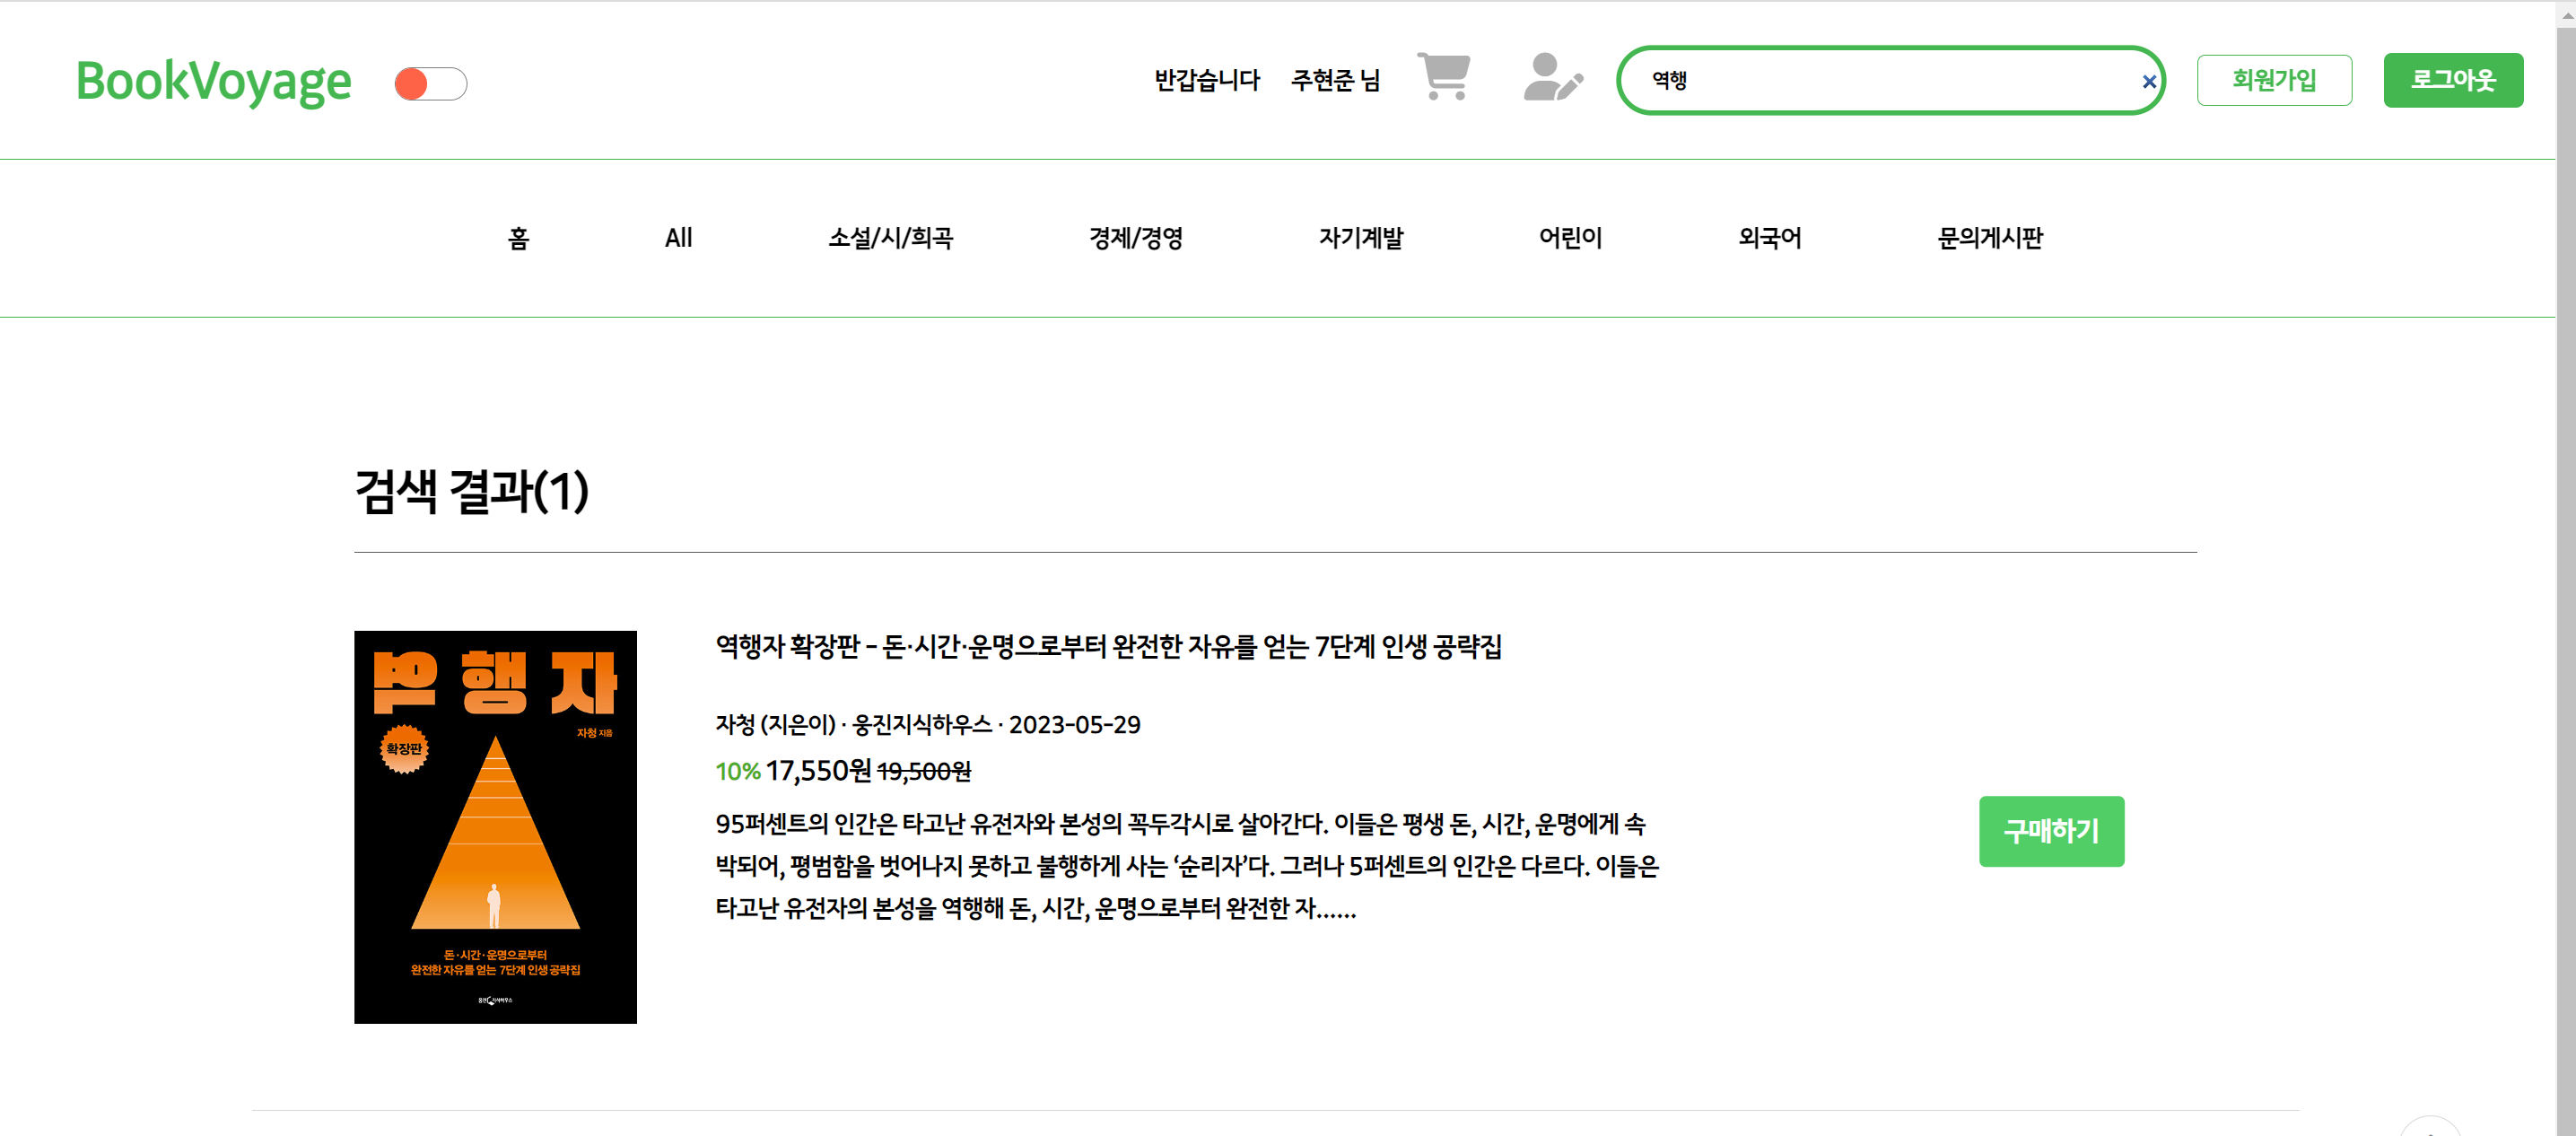 BookVoyage
반갑습니다 주현준 님
역행
회원가입
로그아웃
홈 All 소설/시/희곡 경제/경영 자기계발 어린이 외국어 문의게시판
검색 결과(1)
역행자
자청 지음
확장판
돈·시간·운명으로부터
완전한 자유를 얻는 7단계 인생 공략집
역행자 확장판 - 돈·시간·운명으로부터 완전한 자유를 얻는 7단계 인생 공략집
자청 (지은이) · 웅진지식하우스 · 2023-05-29
10% 17,550원 19,500원
95퍼센트의 인간은 타고난 유전자와 본성의 꼭두각시로 살아간다. 이들은 평생 돈, 시간, 운명에게 속
박되어, 평범함을 벗어나지 못하고 불행하게 사는 ‘순리자’다. 그러나 5퍼센트의 인간은 다르다. 이들은
타고난 유전자의 본성을 역행해 돈, 시간, 운명으로부터 완전한 자......
구매하기